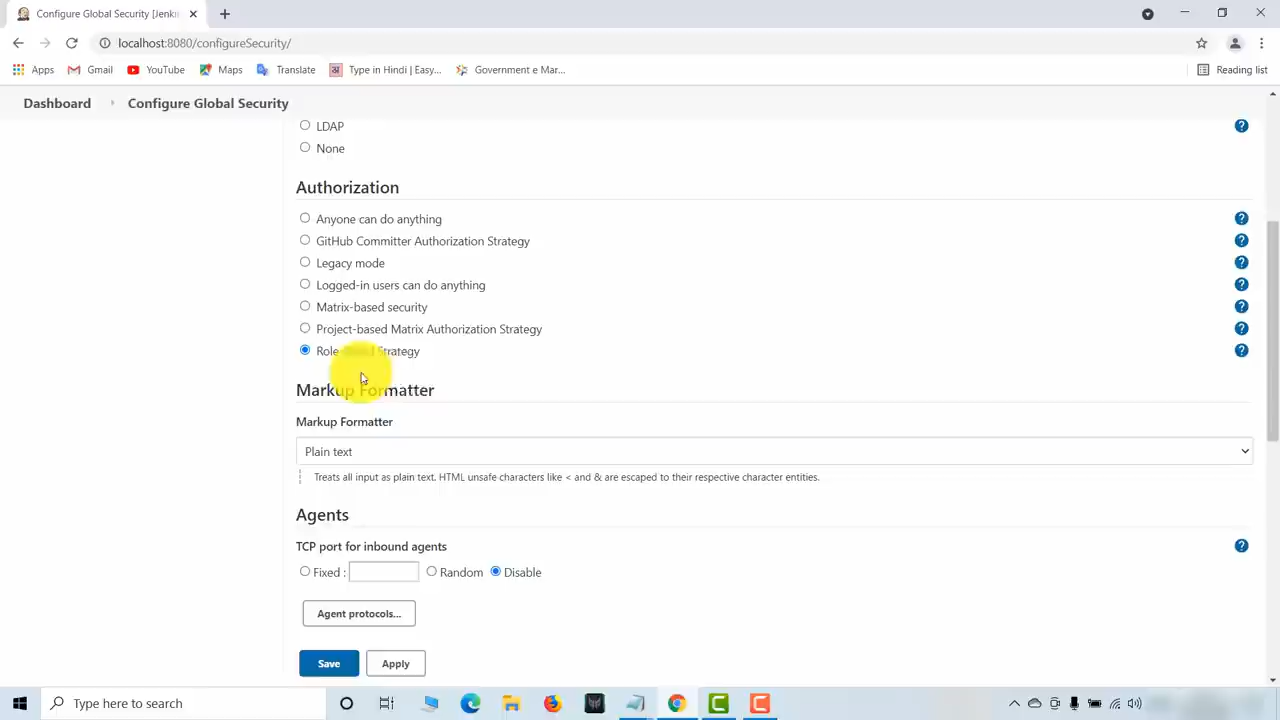 Configure Global Security [Jenki
localhost:8080/configureSecurity/
Apps Gmail YouTube Maps Translate Type in Hindi | Easy... Government e Mar... Reading list
Dashboard Configure Global Security
LDAP
None
Authorization
Anyone can do anything
GitHub Committer Authorization Strategy
Legacy mode
Logged-in users can do anything
Matrix-based security
Project-based Matrix Authorization Strategy
Role-Based Strategy
Markup Formatter
Markup Formatter
Plain text
Treats all input as plain text. HTML unsafe characters like < and & are escaped to their respective character entities.
Agents
TCP port for inbound agents
Fixed : Random Disable
Agent protocols...
Save Apply
Type here to search